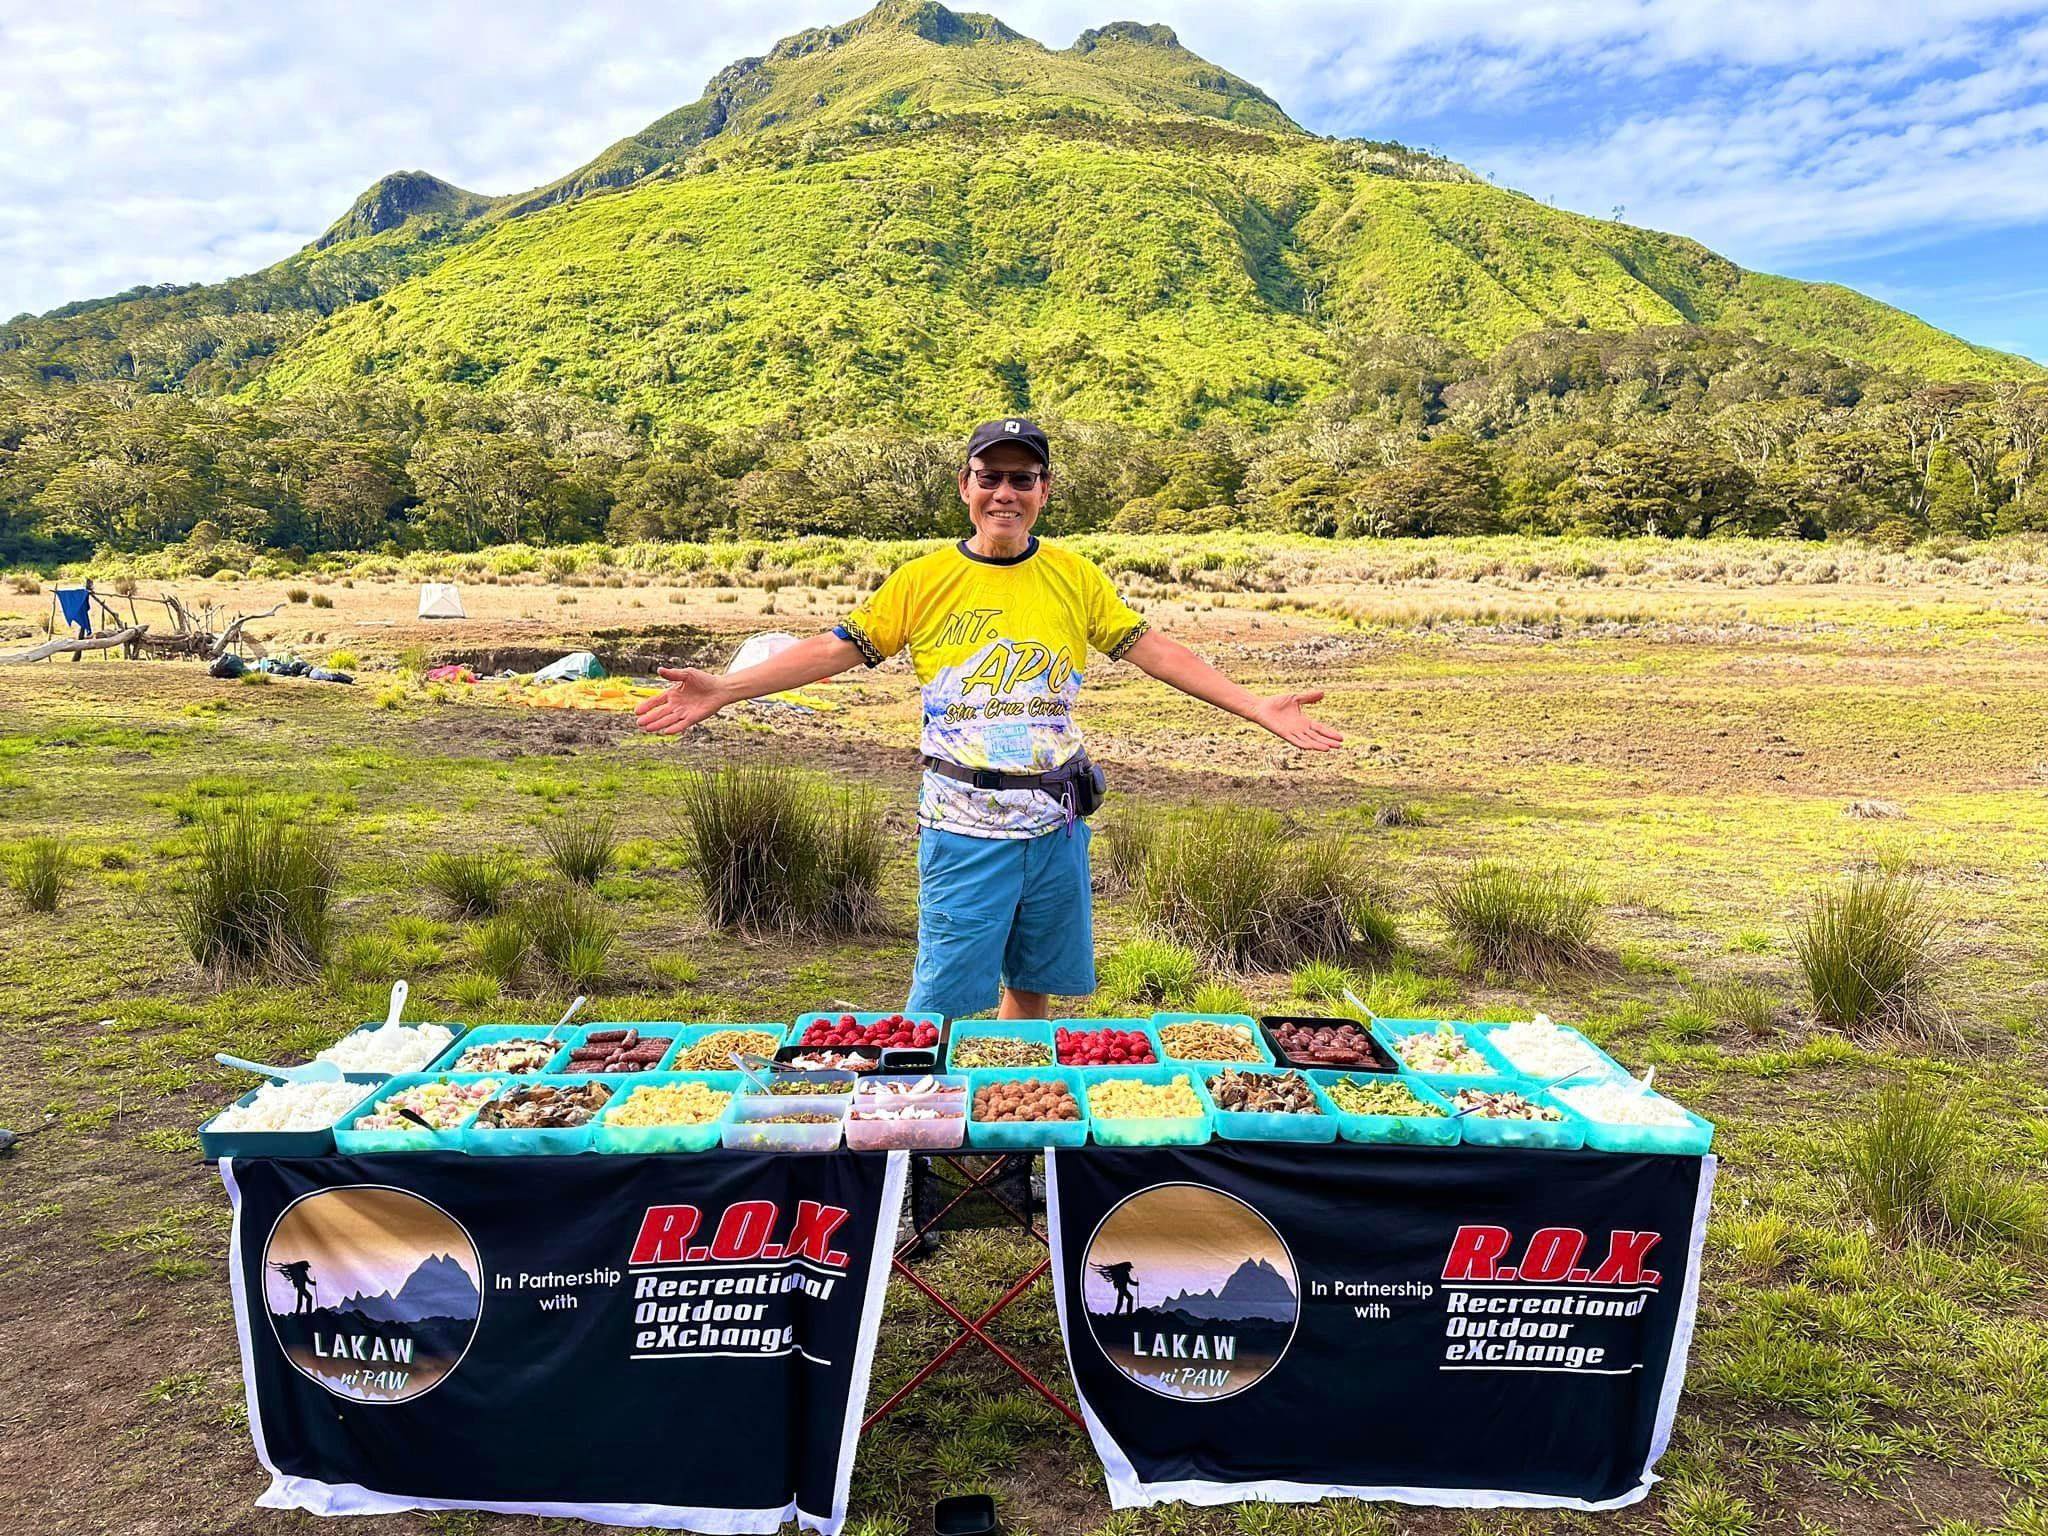 MT.
APO
Sta. Cruz Circuit
LAKAW
ni PAW
In Partnership
with
R.O.X.
Recreational
Outdoor
eXchange
LAKAW
ni PAW
In Partnership
with
R.O.X.
Recreational
Outdoor
eXchange